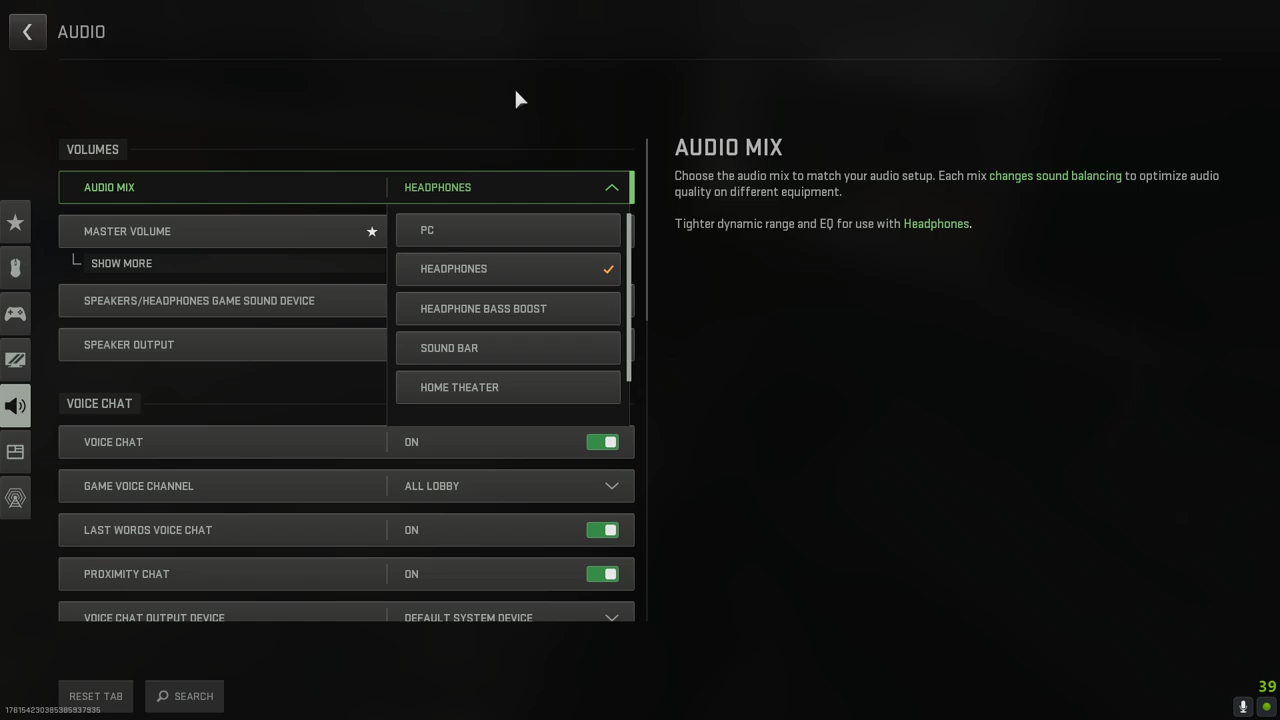 AUDIO
VOLUMES
AUDIO MIX
HEADPHONES
MASTER VOLUME
SHOW MORE
SPEAKERS/HEADPHONES GAME SOUND DEVICE
SPEAKER OUTPUT
PC
HEADPHONES
HEADPHONE BASS BOOST
SOUND BAR
HOME THEATER
VOICE CHAT
VOICE CHAT
ON
GAME VOICE CHANNEL
ALL LOBBY
LAST WORDS VOICE CHAT
ON
PROXIMITY CHAT
ON
VOICE CHAT OUTPUT DEVICE
DEFAULT SYSTEM DEVICE
AUDIO MIX
Choose the audio mix to match your audio setup. Each mix changes sound balancing to optimize audio
quality on different equipment.
Tighter dynamic range and EQ for use with Headphones.
RESET TAB
SEARCH
39